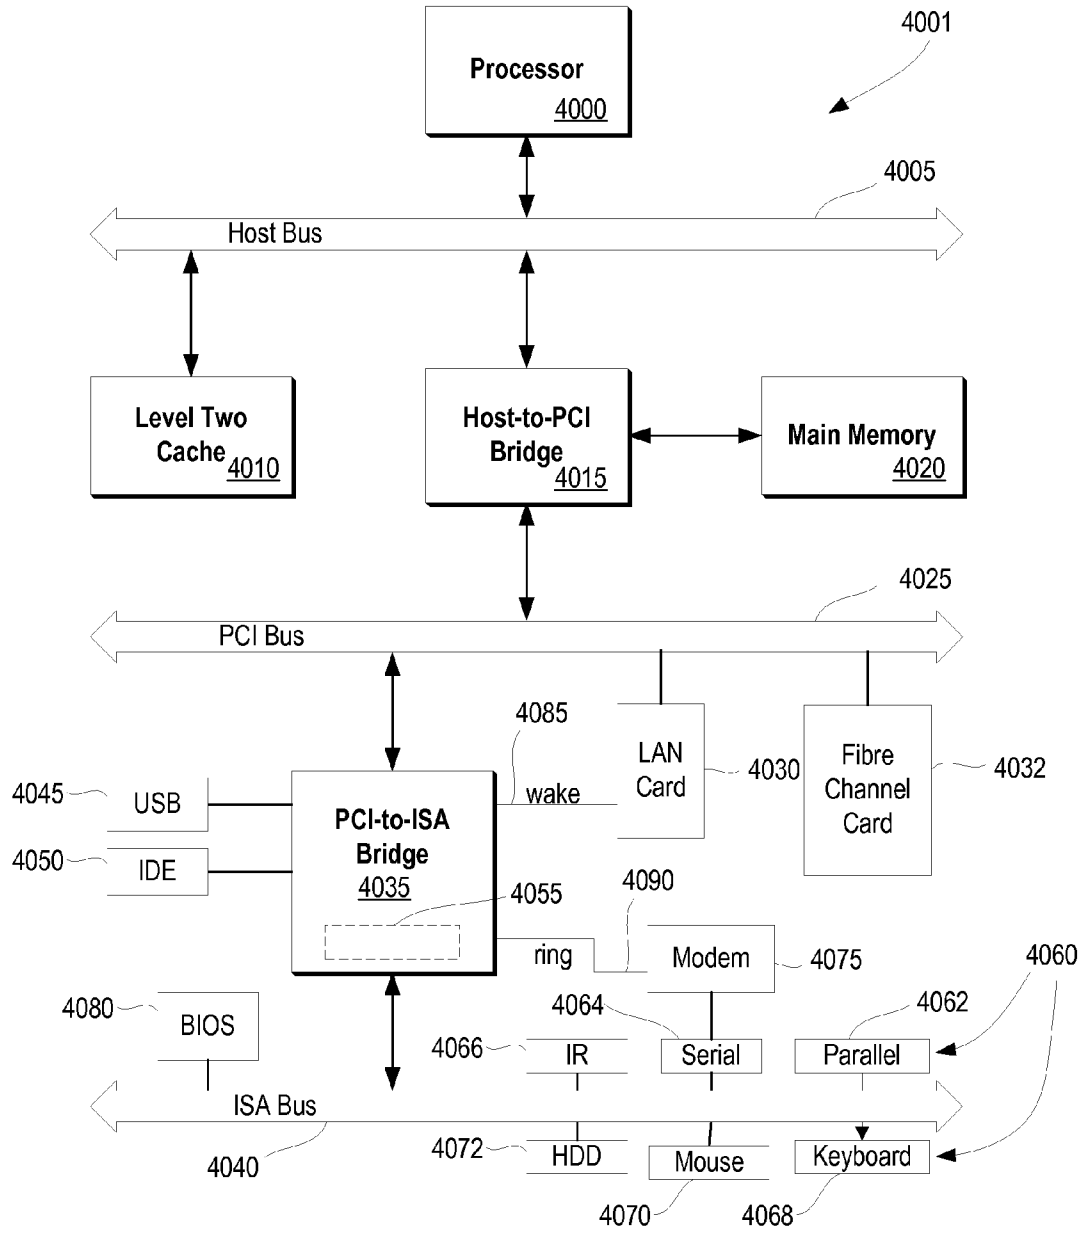 4001
Processor
4000
4005
Host Bus
Level Two
Cache
4010
Host-to-PCI
Bridge
4015
Main Memory
4020
4025
PCI Bus
4085
wake
LAN
Card
4030
Fibre
Channel
Card
4032
4045
USB
4050
IDE
PCI-to-ISA
Bridge
4035
4055
4090
ring
Modem
4075
4060
4080
BIOS
4064
4062
4066
IR
Serial
Parallel
ISA Bus
4040
4072
HDD
Mouse
Keyboard
4070
4068